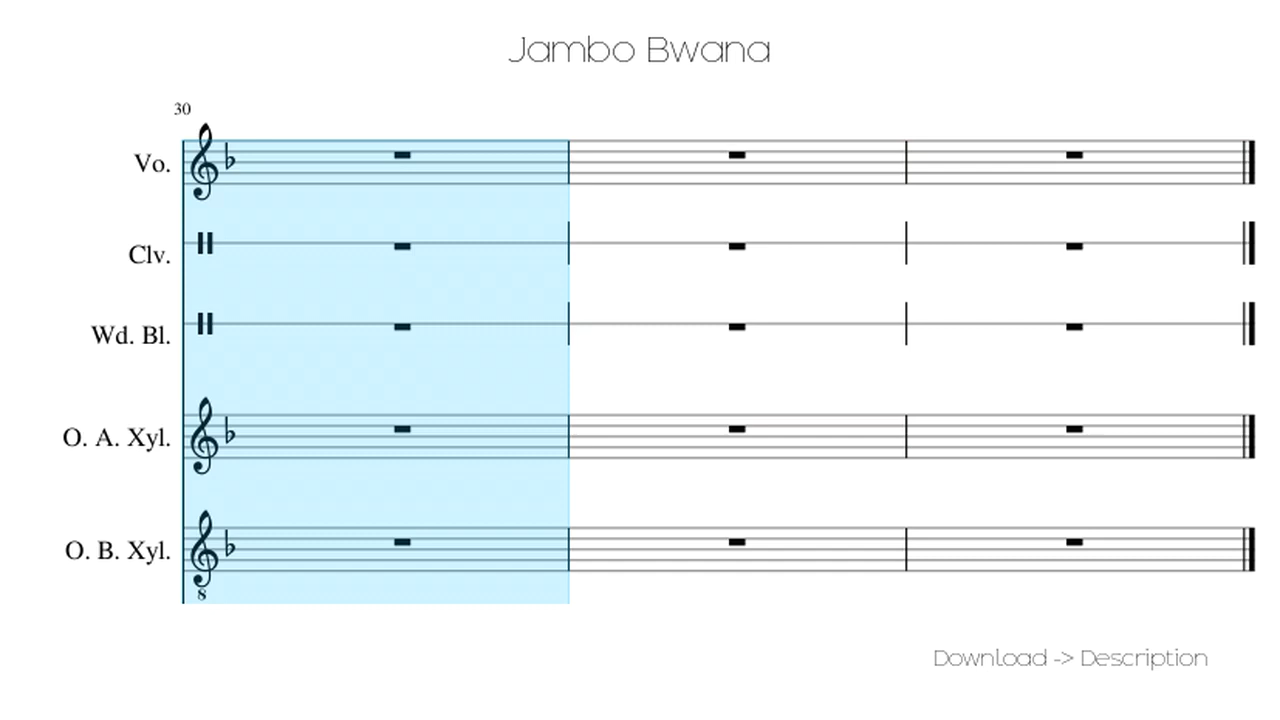 Jambo Bwana
30
Vo.
Clv.
Wd. Bl.
O. A. Xyl.
O. B. Xyl.
8
Download -> Description